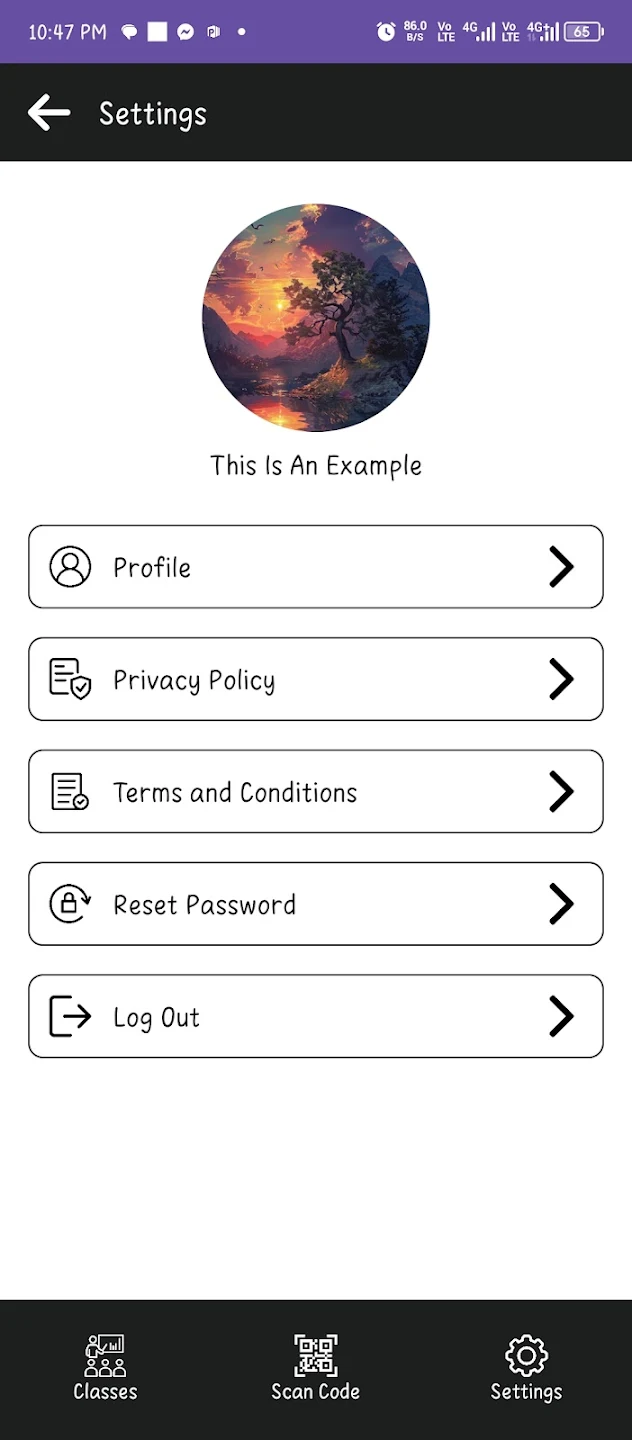 10:47 PM 86.0 B/S Vo LTE 4G Vo LTE 4G+ 65
Settings
This Is An Example
Profile
Privacy Policy
Terms and Conditions
Reset Password
Log Out
Classes Scan Code Settings